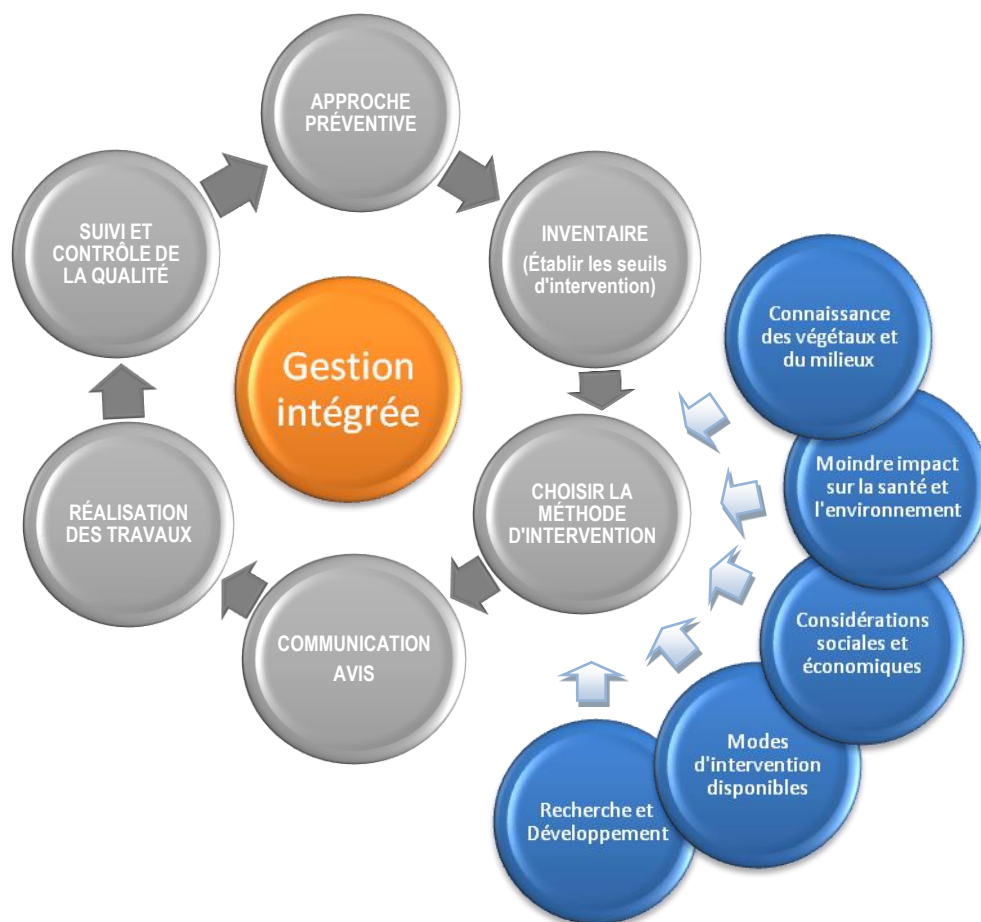 APPROCHE
PRÉVENTIVE
INVENTAIRE
(Établir les seuils
d'intervention)
CHOISIR LA
MÉTHODE
D'INTERVENTION
COMMUNICATION
AVIS
RÉALISATION
DES TRAVAUX
SUIVI ET
CONTRÔLE DE
LA QUALITÉ
Gestion
intégrée
Connaissance
des végétaux et
du milieux
Moindre impact
sur la santé et
l'environnement
Considérations
sociales et
économiques
Modes
d'intervention
disponibles
Recherche et
Développement